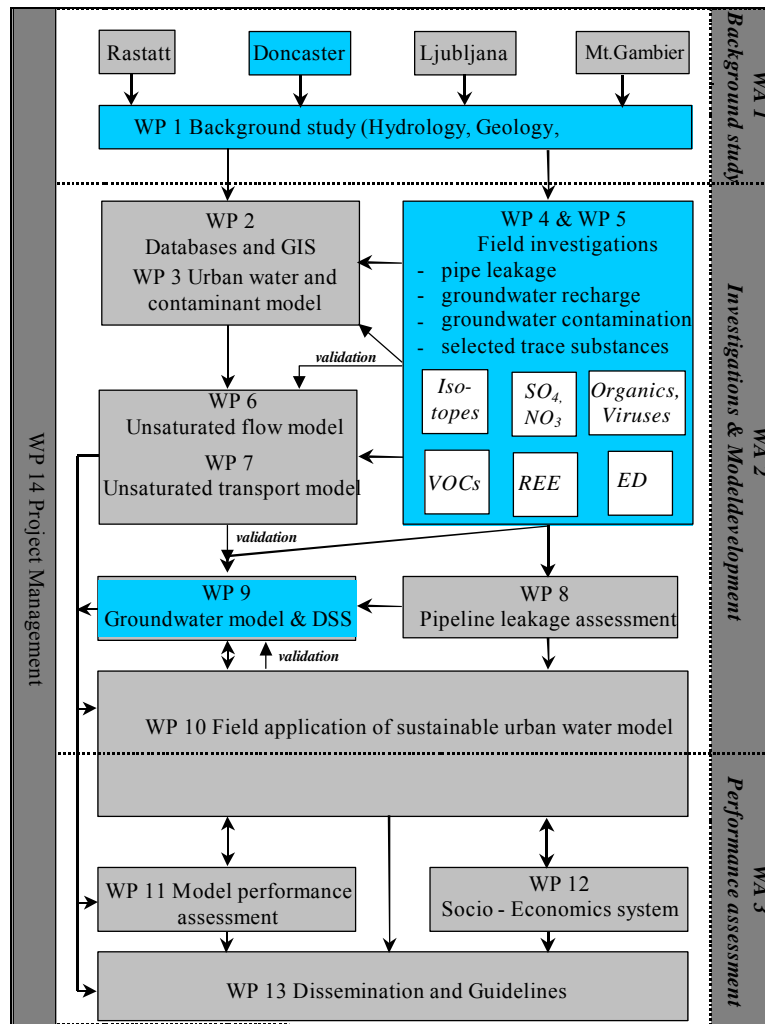 Rastatt
Doncaster
Ljubljana
Mt.Gambier
WP 1 Background study (Hydrology, Geology,
WA 1
Background study
WP 2
Databases and GIS
WP 3 Urban water and
contaminant model
WP 4 & WP 5
Field investigations
- pipe leakage
- groundwater recharge
- groundwater contamination
- selected trace substances
Iso-
topes
SO4,
NO3
Organics,
Viruses
VOCs
REE
ED
validation
WP 6
Unsaturated flow model
WP 7
Unsaturated transport model
validation
WP 9
Groundwater model & DSS
WP 8
Pipeline leakage assessment
validation
WP 10 Field application of sustainable urban water model
WA 2
Investigations & Modeldevelopment
WP 11 Model performance
assessment
WP 12
Socio - Economics system
WP 13 Dissemination and Guidelines
WA 3
Performance assessment
WP 14 Project Management